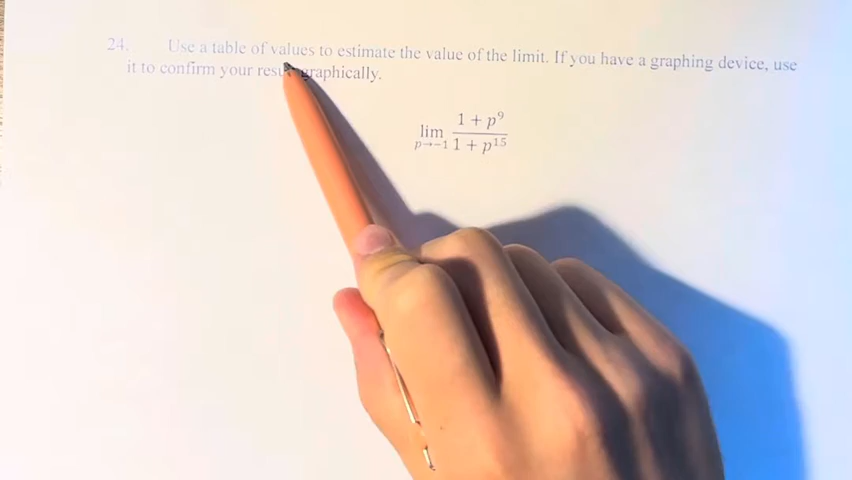 24. Use a table of values to estimate the value of the limit. If you have a graphing device, use
it to confirm your graphically.
lim 1 + p⁹
p→−1 1 + p¹⁵